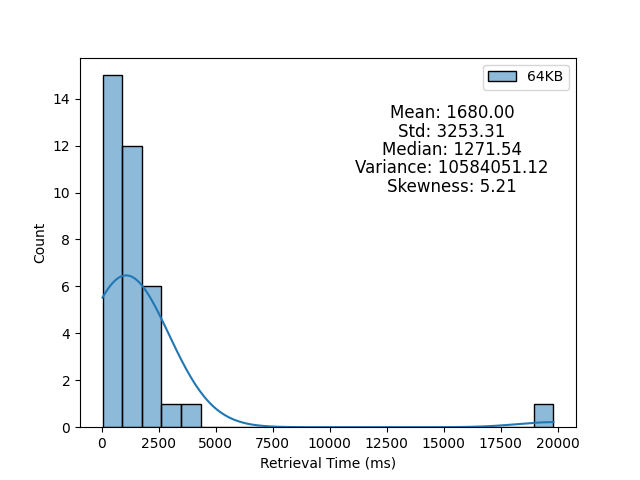 64KB
Mean: 1680.00
Std: 3253.31
Median: 1271.54
Variance: 10584051.12
Skewness: 5.21
Count
14
12
10
8
6
4
2
0
0 2500 5000 7500 10000 12500 15000 17500 20000
Retrieval Time (ms)